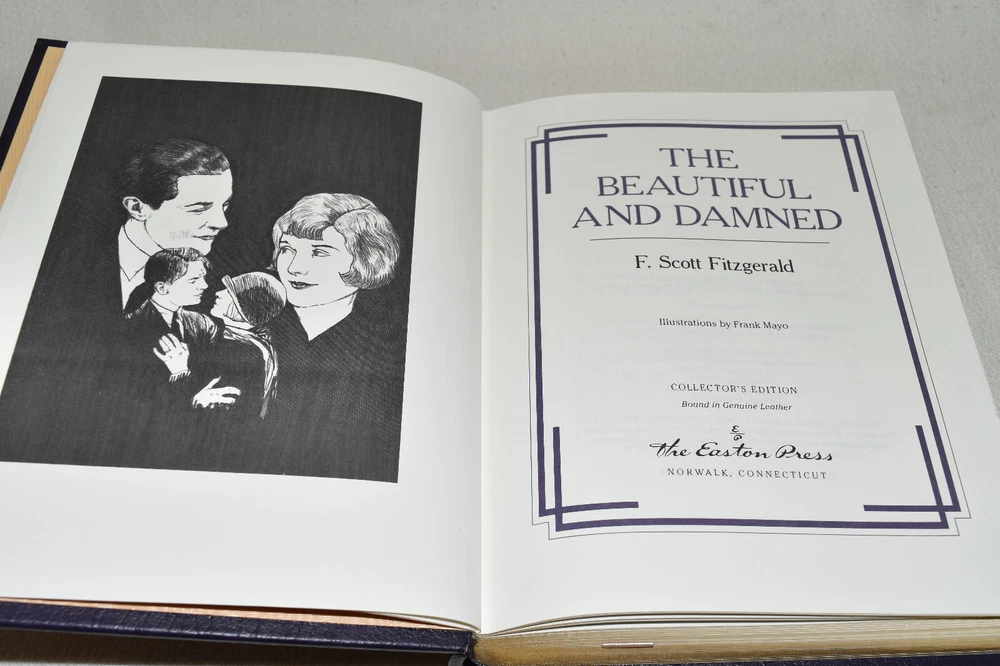 THE
BEAUTIFUL
AND DAMNED
F. Scott Fitzgerald
Illustrations by Frank Mayo
COLLECTOR'S EDITION
Bound in Genuine Leather
E
P
The Easton Press
NORWALK, CONNECTICUT